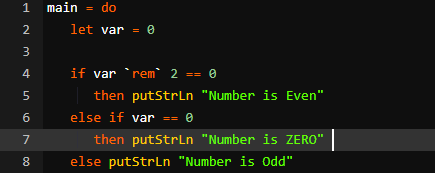 1 main = do
2    let var = 0
3
4    if var `rem` 2 == 0
5       then putStrLn "Number is Even"
6    else if var == 0
7       then putStrLn "Number is ZERO"
8    else putStrLn "Number is Odd"